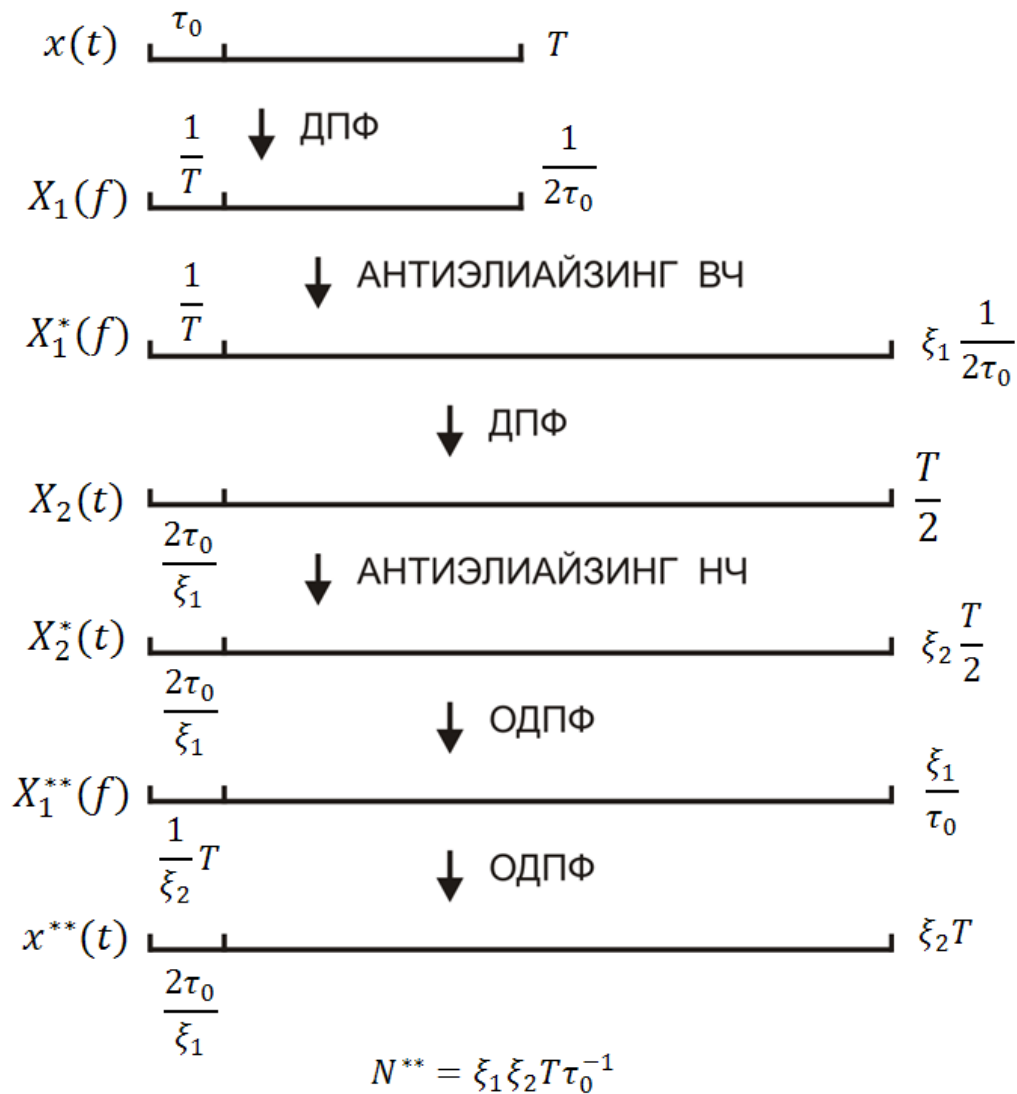 x(t) τ₀ T
ДПФ
X₁(f) 1/T 1/(2τ₀)
АНТИЭЛИАЙЗИНГ ВЧ
X₁*(f) 1/T ξ₁ 1/(2τ₀)
ДПФ
X₂(t) 2τ₀/ξ₁ T/2
АНТИЭЛИАЙЗИНГ НЧ
X₂*(t) 2τ₀/ξ₁ ξ₂ T/2
ОДПФ
X₁**(f) 1/ξ₂ T ξ₁/τ₀
ОДПФ
x**(t) 2τ₀/ξ₁ ξ₂T
N** = ξ₁ξ₂Tτ₀⁻¹